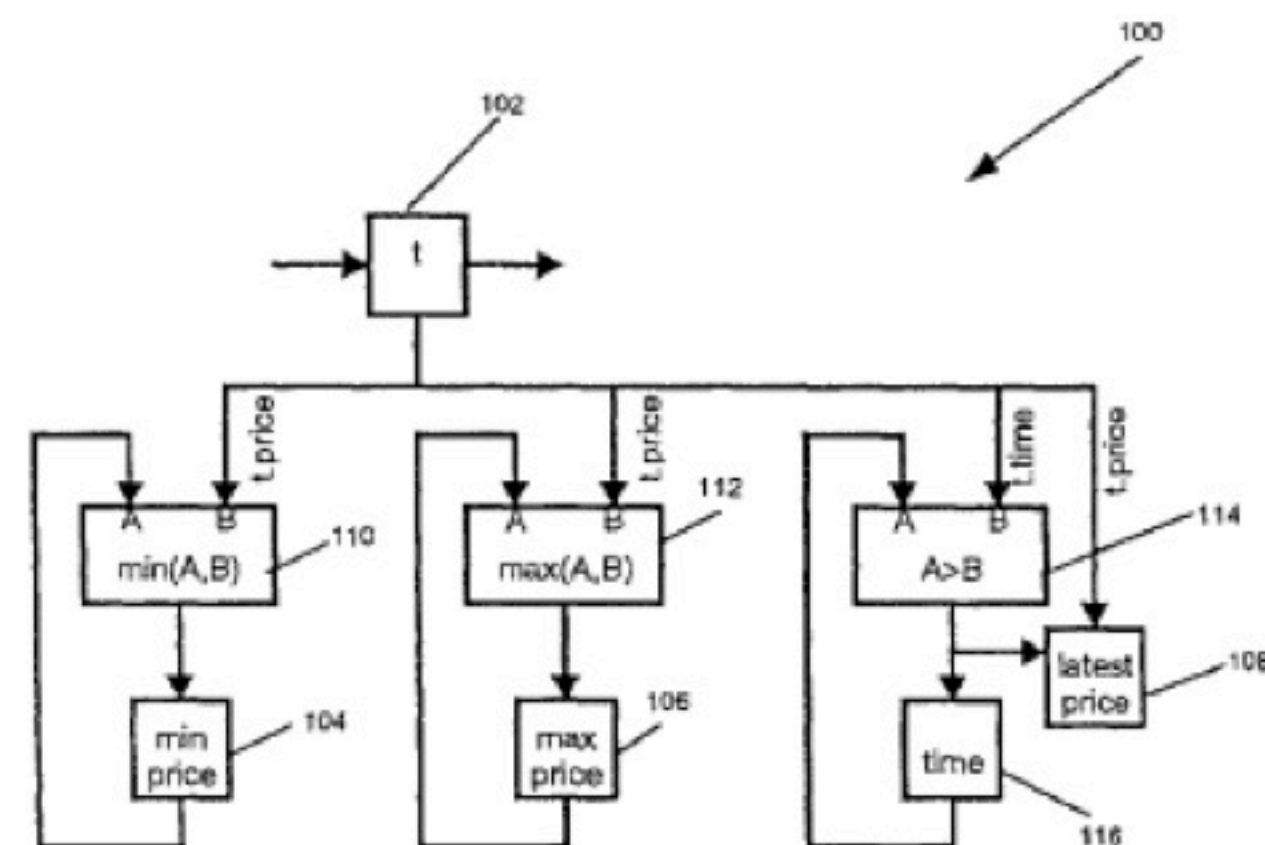 100
102
t
t.price
t.price
t.time
t.price
A B
min(A,B)
110
A B
max(A,B)
112
A B
A>B
114
min
price
104
max
price
106
time
116
latest
price
108